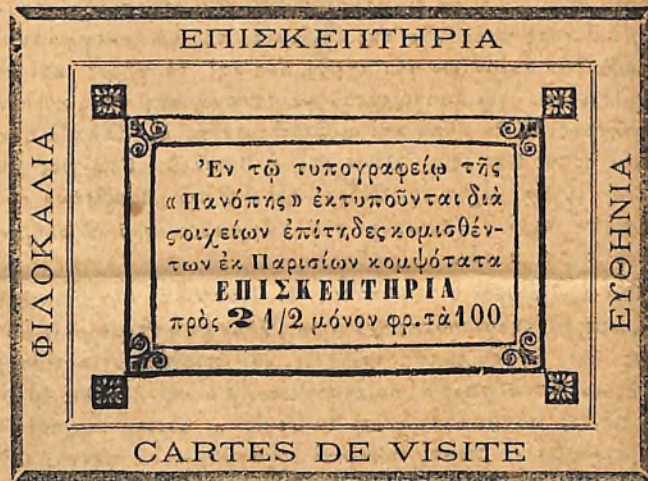 ΕΠΙΣΚΕΠΤΗΡΙΑ
ΦΙΛΟΚΑΛΙΑ
Ἐν τῷ τυπογραφείῳ τῆς
«Πανόπης» ἐκτυποῦνται διὰ
ϛοιχείων ἐπίτηδες κομισθέν-
των ἐκ Παρισίων κομψότατα
ΕΠΙΣΚΕΠΤΗΡΙΑ
πρὸς 2 1/2 μόνον φρ. τὰ 100
ΕΥΘΗΝΙΑ
CARTES DE VISITE